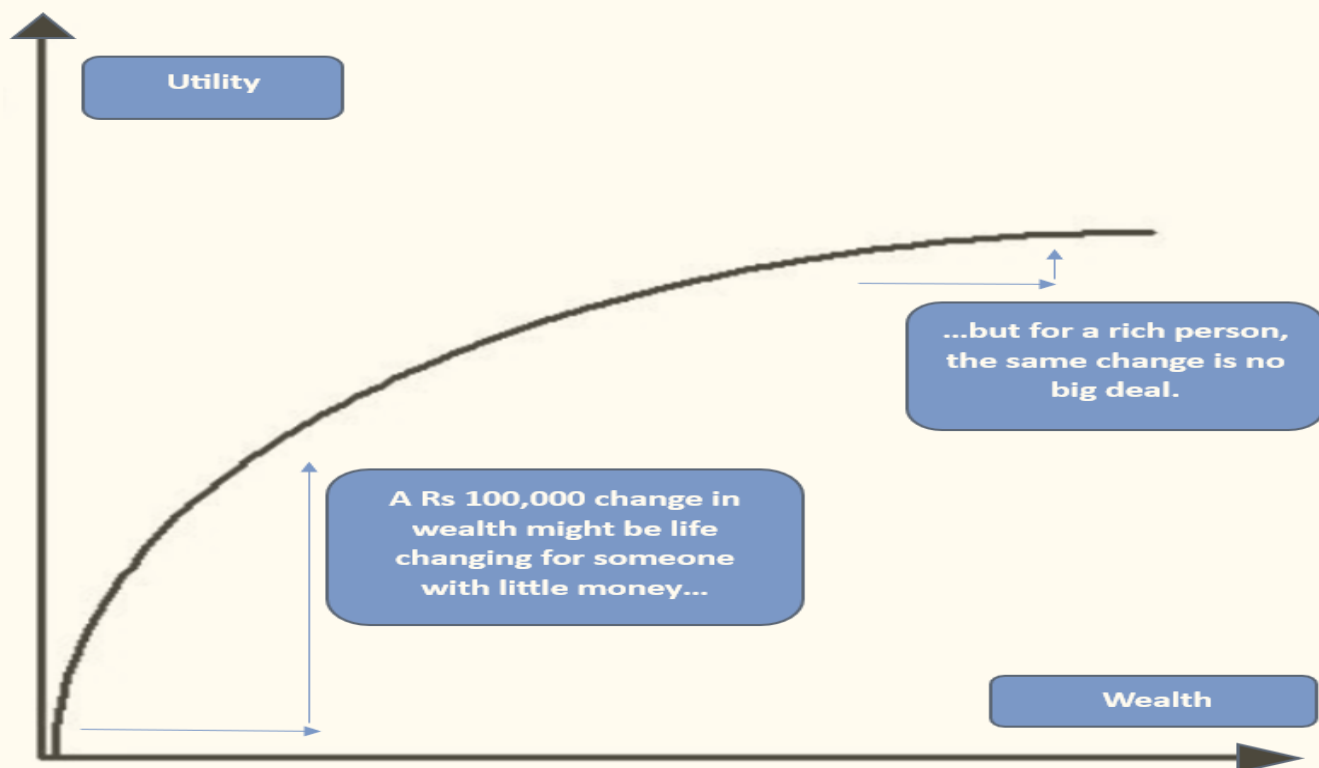 Utility
...but for a rich person,
the same change is no
big deal.
A Rs 100,000 change in
wealth might be life
changing for someone
with little money...
Wealth